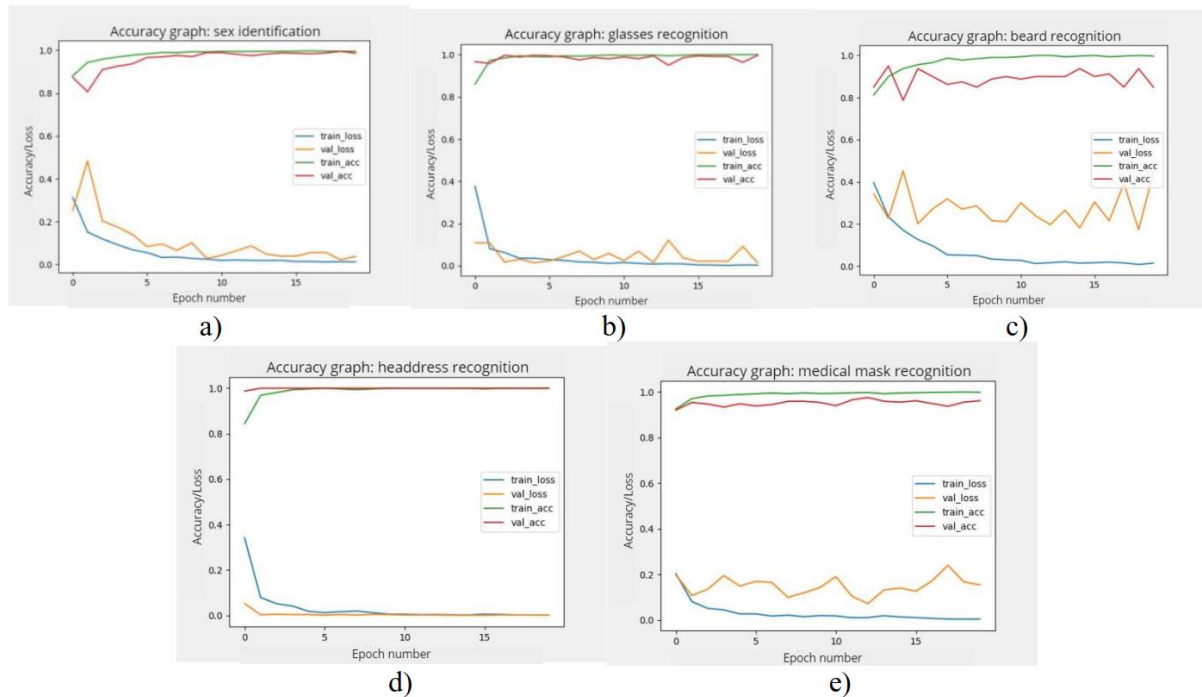 Accuracy graph: sex identification
1.0
0.8
0.6
0.4
0.2
0.0
Accuracy/Loss
train_loss
val_loss
train_acc
val_acc
0
5
10
15
Epoch number
a)
Accuracy graph: glasses recognition
1.0
0.8
0.6
0.4
0.2
0.0
Accuracy/Loss
train_loss
val_loss
train_acc
val_acc
0
5
10
15
Epoch number
b)
Accuracy graph: beard recognition
1.0
0.8
0.6
0.4
0.2
0.0
Accuracy/Loss
train_loss
val_loss
train_acc
val_acc
0
5
10
15
Epoch number
c)
Accuracy graph: headdress recognition
1.0
0.8
0.6
0.4
0.2
0.0
Accuracy/Loss
train_loss
val_loss
train_acc
val_acc
0
5
10
15
Epoch number
d)
Accuracy graph: medical mask recognition
1.0
0.8
0.6
0.4
0.2
0.0
Accuracy/Loss
train_loss
val_loss
train_acc
val_acc
0
5
10
15
Epoch number
e)